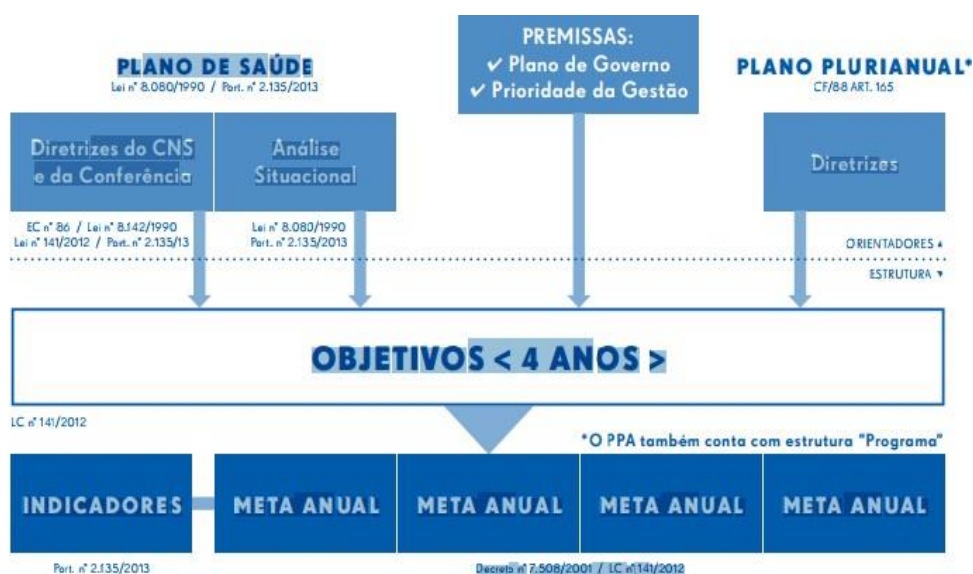 PREMISSAS:
✓ Plano de Governo
✓ Prioridade da Gestão
PLANO DE SAÚDE
Lei nº 8.080/1990 / Port. nº 2.135/2013
PLANO PLURIANUAL*
CF/88 ART. 165
Diretrizes do CNS
e da Conferência
Análise
Situacional
Diretrizes
EC nº 86 / Lei nº 8.142/1990
Lei nº 141/2012 / Port. nº 2.135/13
Lei nº 8.080/1990
Port. nº 2.135/2013
ORIENTADORES ▲
ESTRUTURA ▼
OBJETIVOS < 4 ANOS >
LC nº 141/2012
*O PPA também conta com estrutura "Programa"
INDICADORES
META ANUAL
META ANUAL
META ANUAL
META ANUAL
Port. nº 2.135/2013
Decreto nº 7.508/2001 / LC nº 141/2012